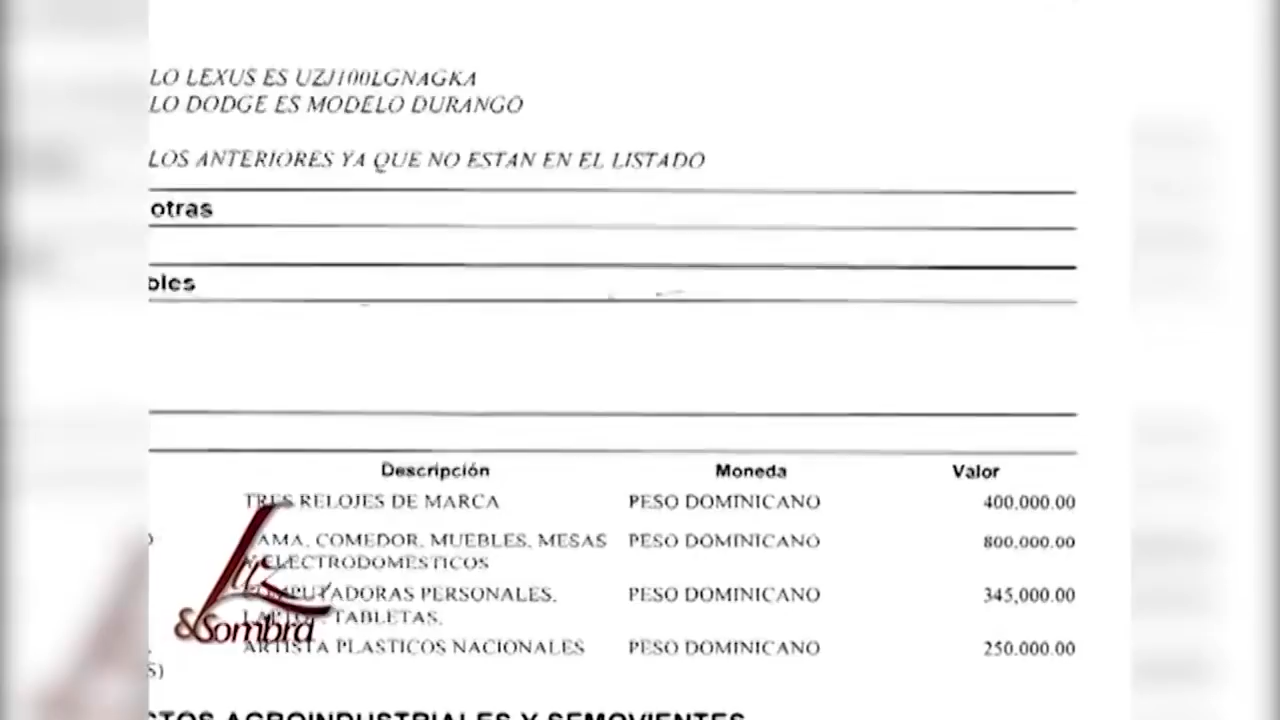 LO LEXUS ES UZJ100LGNAGKA
LO DODGE ES MODELO DURANGO
LOS ANTERIORES YA QUE NO ESTAN EN EL LISTADO
otras
bles
Descripción Moneda Valor
TRES RELOJES DE MARCA PESO DOMINICANO 400,000.00
AMA, COMEDOR, MUEBLES, MESAS PESO DOMINICANO 800,000.00
Y ELECTRODOMESTICOS
COMPUTADORAS PERSONALES, PESO DOMINICANO 345,000.00
TABLETAS.
ARTISTA PLASTICOS NACIONALES PESO DOMINICANO 250.000.00
S)
Luz
&Sombra
STOS AGROINDUSTRIALES Y SEMOVIENTES